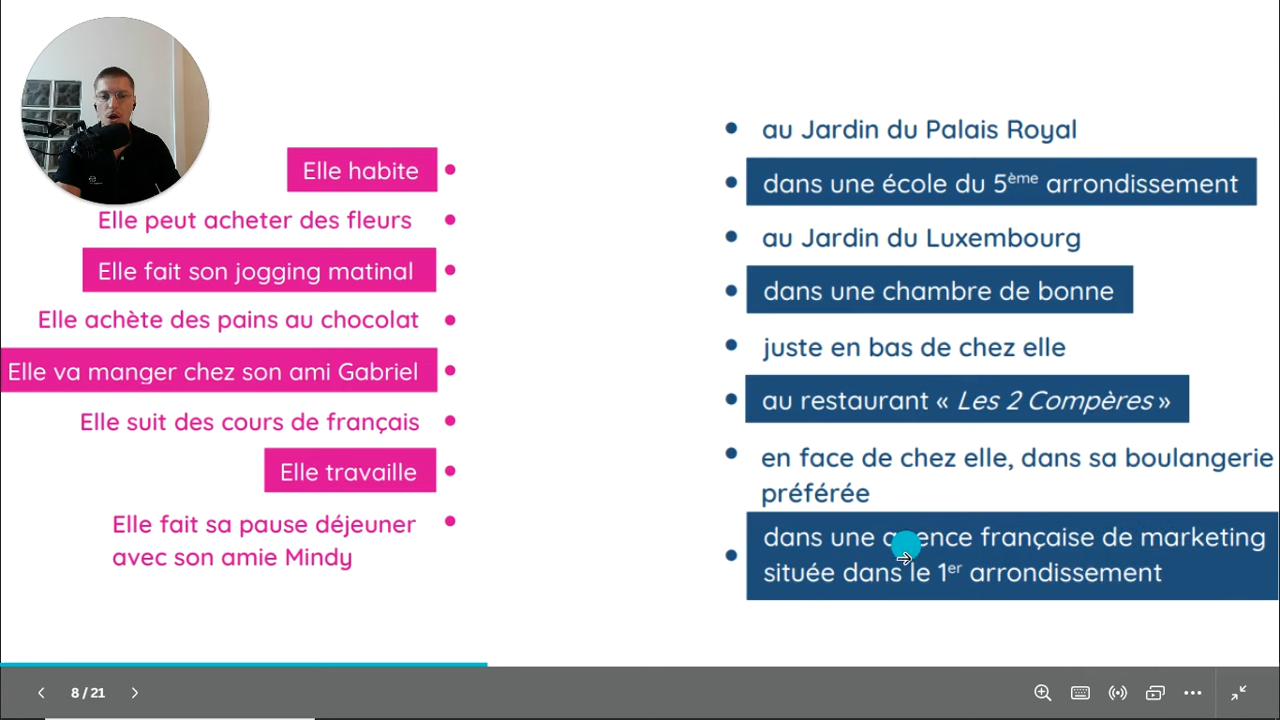 Elle habite
Elle peut acheter des fleurs
Elle fait son jogging matinal
Elle achète des pains au chocolat
Elle va manger chez son ami Gabriel
Elle suit des cours de français
Elle travaille
Elle fait sa pause déjeuner
avec son amie Mindy
au Jardin du Palais Royal
dans une école du 5ème arrondissement
au Jardin du Luxembourg
dans une chambre de bonne
juste en bas de chez elle
au restaurant « Les 2 Compères »
en face de chez elle, dans sa boulangerie
préférée
dans une agence française de marketing
située dans le 1er arrondissement
8 / 21